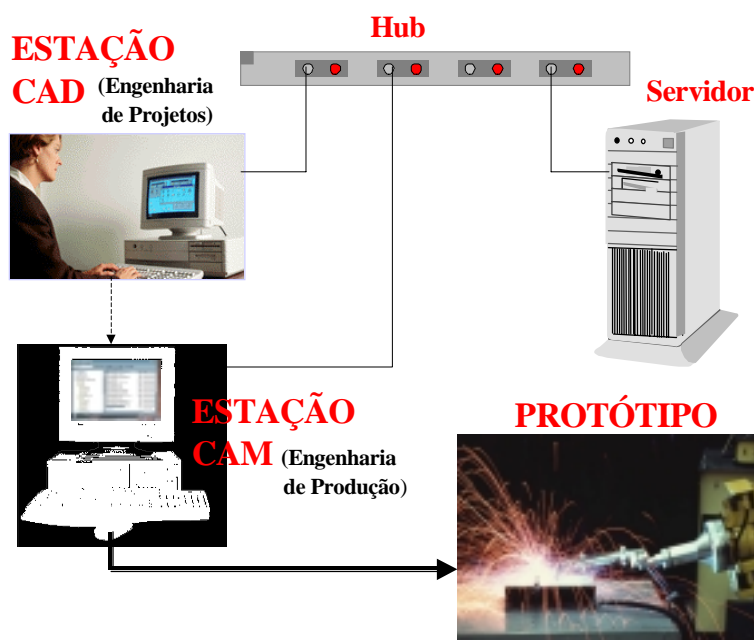 Hub
ESTAÇÃO
CAD (Engenharia
de Projetos)
Servidor
ESTAÇÃO
CAM (Engenharia
de Produção)
PROTÓTIPO